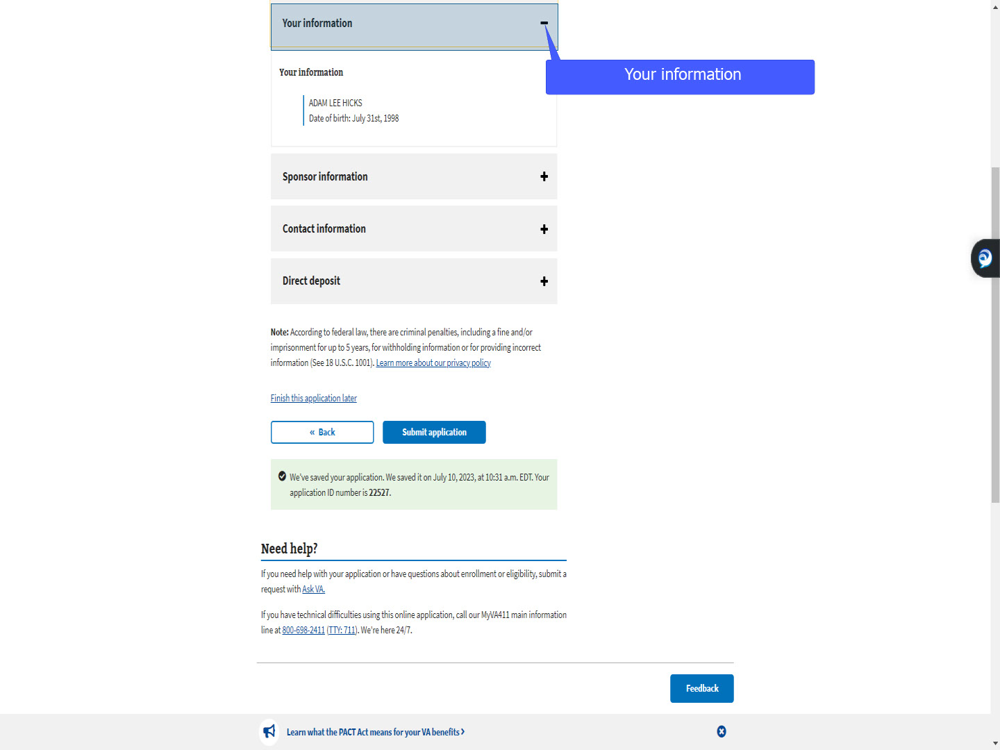 Your information
Your information
Your information
ADAM LEE HICKS
Date of birth: July 31st, 1998
Sponsor information
Contact information
Direct deposit
Note: According to federal law, there are criminal penalties, including a fine and/or
imprisonment for up to 5 years, for withholding information or for providing incorrect
information (See 18 U.S.C. 1001). Learn more about our privacy policy
Finish this application later
« Back
Submit application
We've saved your application. We saved it on July 10, 2023, at 10:31 a.m. EDT. Your
application ID number is 22527.
Need help?
If you need help with your application or have questions about enrollment or eligibility, submit a
request with Ask VA.
If you have technical difficulties using this online application, call our MyVA411 main information
line at 800-698-2411 (TTY: 711). We're here 24/7.
Feedback
Learn what the PACT Act means for your VA benefits ›